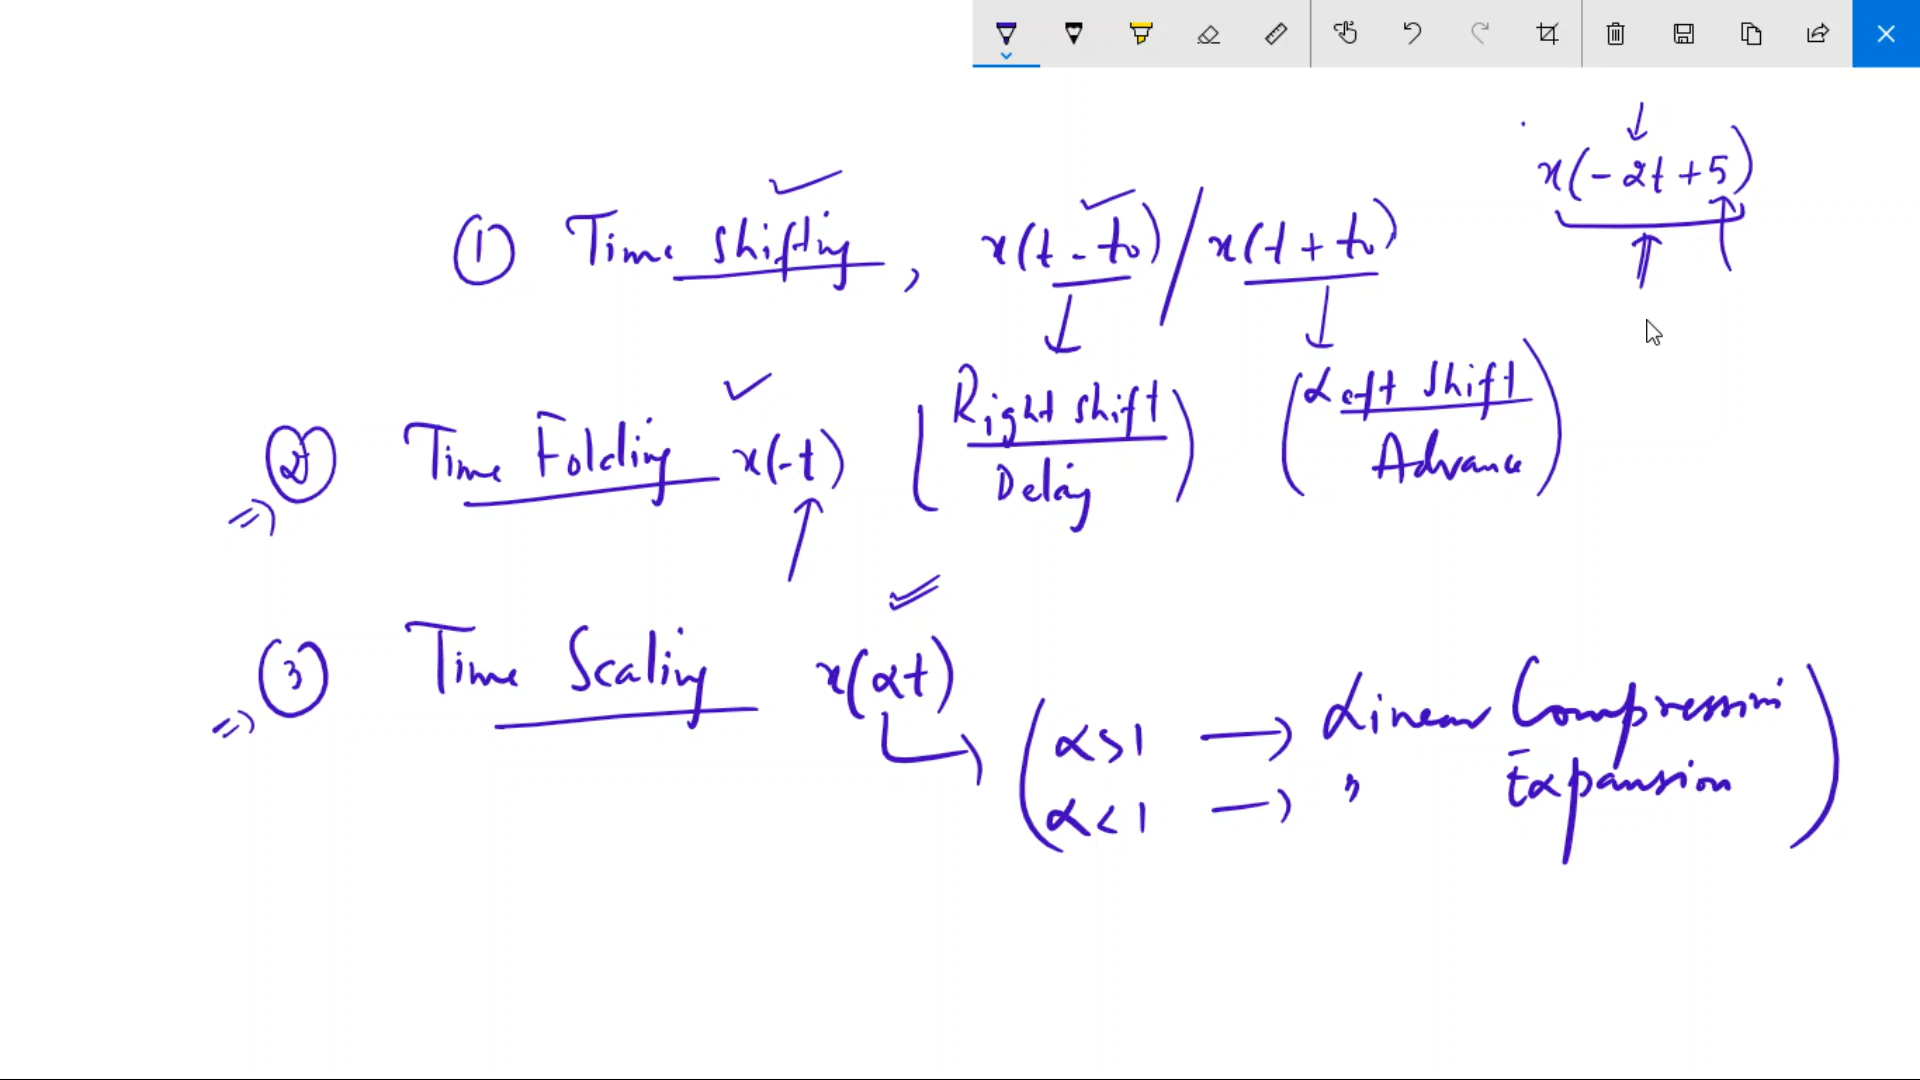 x(-2t+5)
① Time shifting, x(t-t₀) / x(t+t₀)
② Time Folding x(-t) (Right shift Delay) (Left shift Advance)
=>
③ Time Scaling x(αt)
=>
α>1 → Linear Compression
α<1 → " Expansion